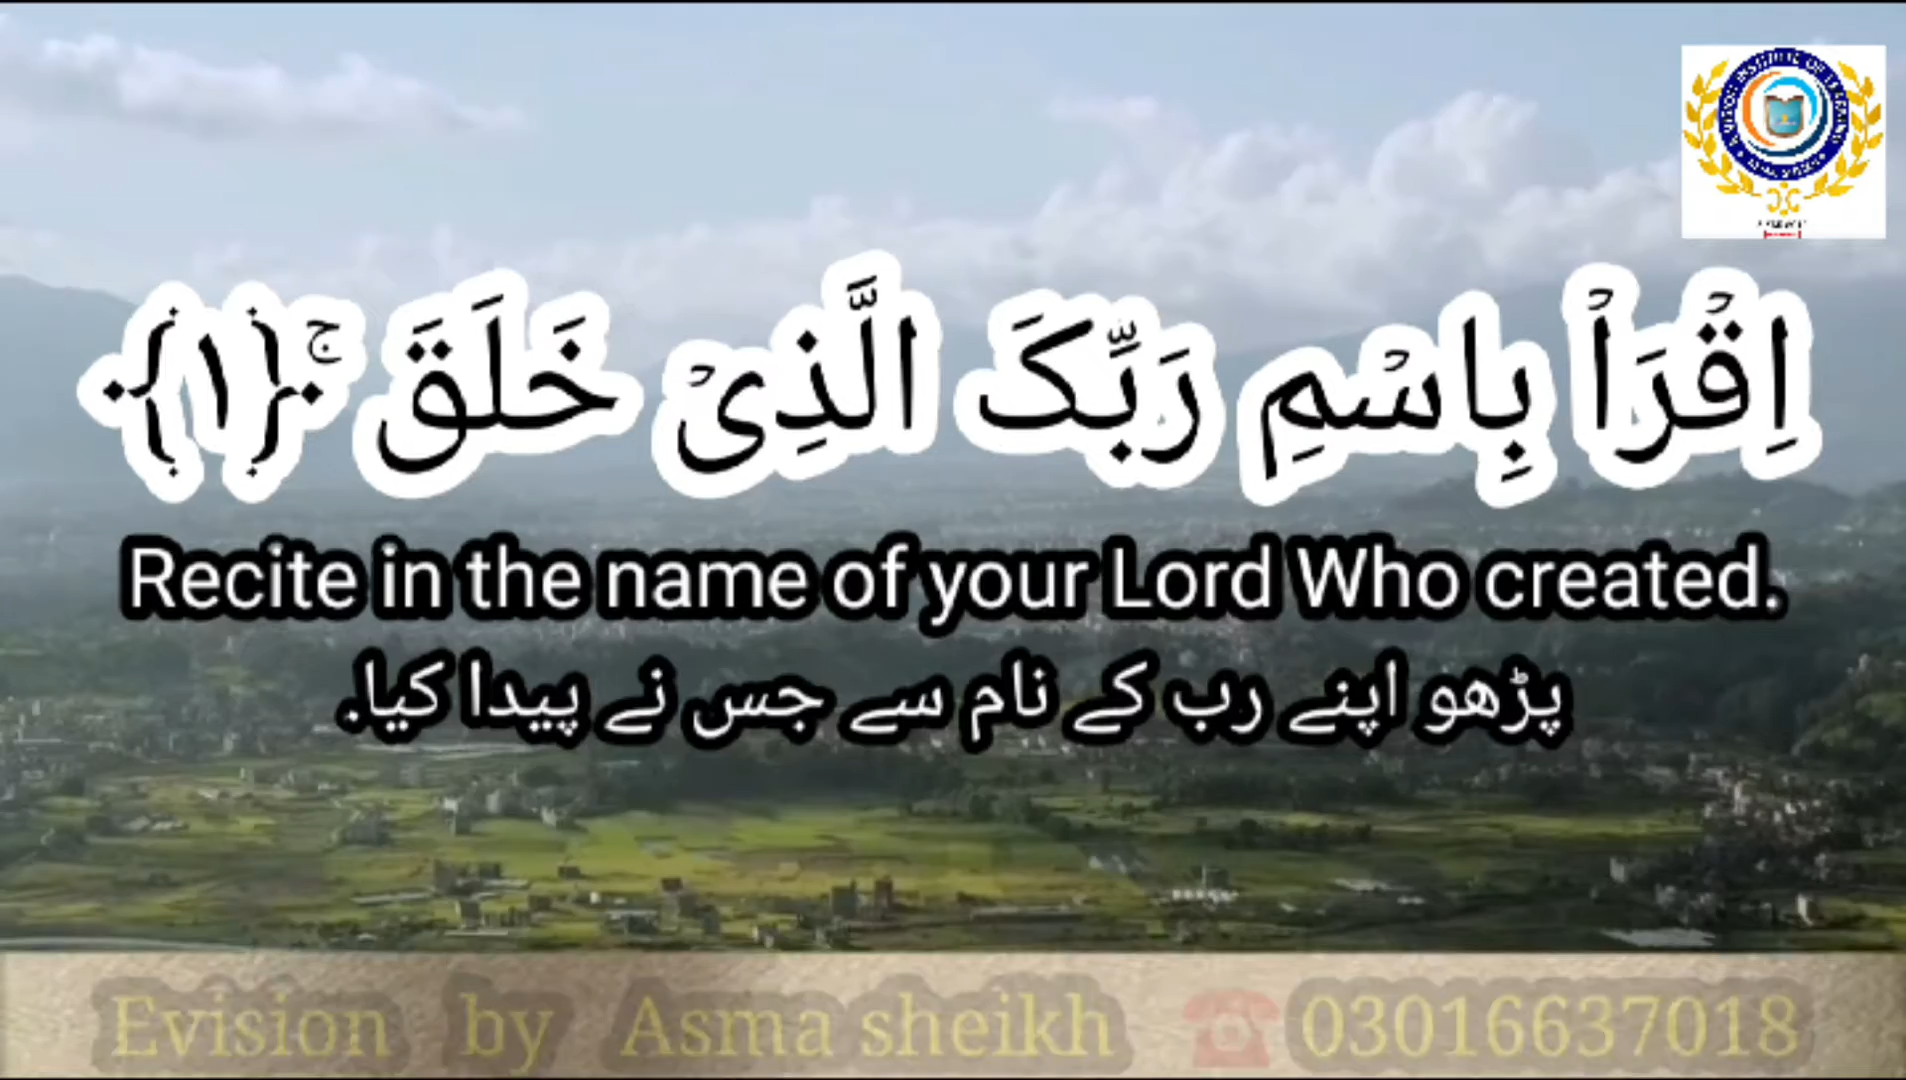 اِقۡرَاۡ بِاسۡمِ رَبِّکَ الَّذِیۡ خَلَقَ ۚ﴿۱﴾
Recite in the name of your Lord Who created.
پڑھو اپنے رب کے نام سے جس نے پیدا کیا.
Evision by Asma sheikh ☎03016637018